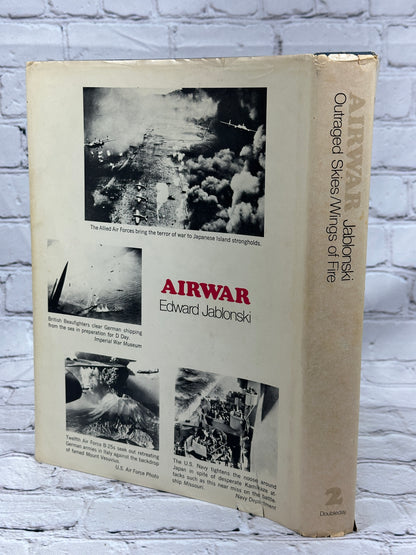 The Allied Air Forces bring the terror of war to Japanese Island strongholds.
AIRWAR
Edward Jablonski
British Beaufighters clear German shipping
from the sea in preparation for D Day.
Imperial War Museum
Twelfth Air Force B-25s seek out retreating
German armies in Italy against the backdrop
of famed Mount Vesuvius.
U.S. Air Force Photo
The U.S. Navy tightens the noose around
Japan in spite of desperate Kamikaze at-
tacks such as this near miss on the battle-
ship Missouri.
Navy Department
AIRWAR
Jablonski
Outraged Skies/Wings of Fire
2
Doubleday